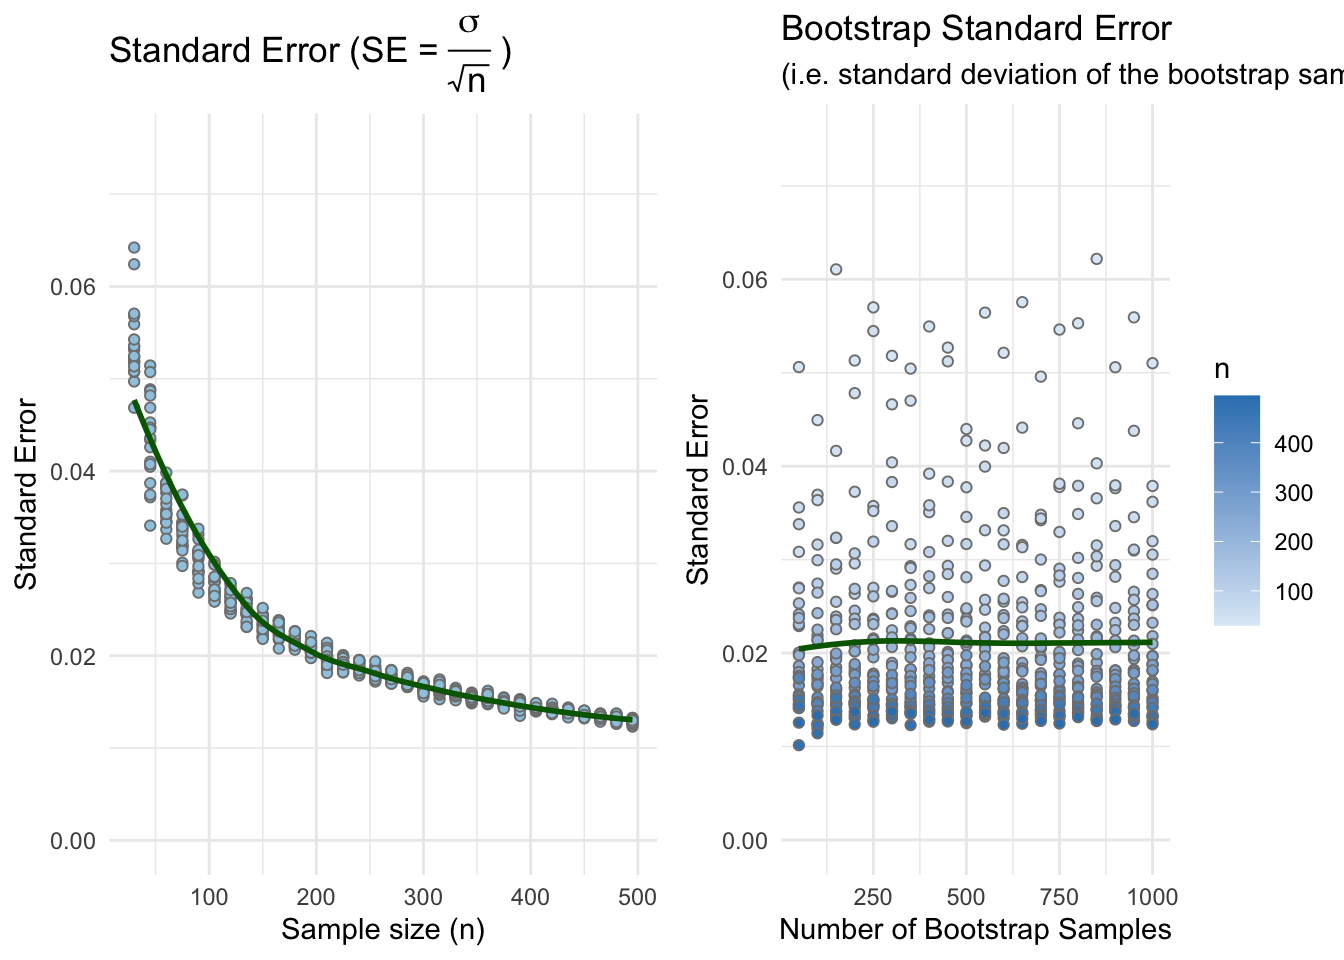 Standard Error (SE = σ/√n )
0.06
0.04
0.02
0.00
Standard Error
100 200 300 400 500
Sample size (n)
Bootstrap Standard Error
(i.e. standard deviation of the bootstrap sam
0.06
0.04
0.02
0.00
Standard Error
250 500 750 1000
Number of Bootstrap Samples
n
400
300
200
100